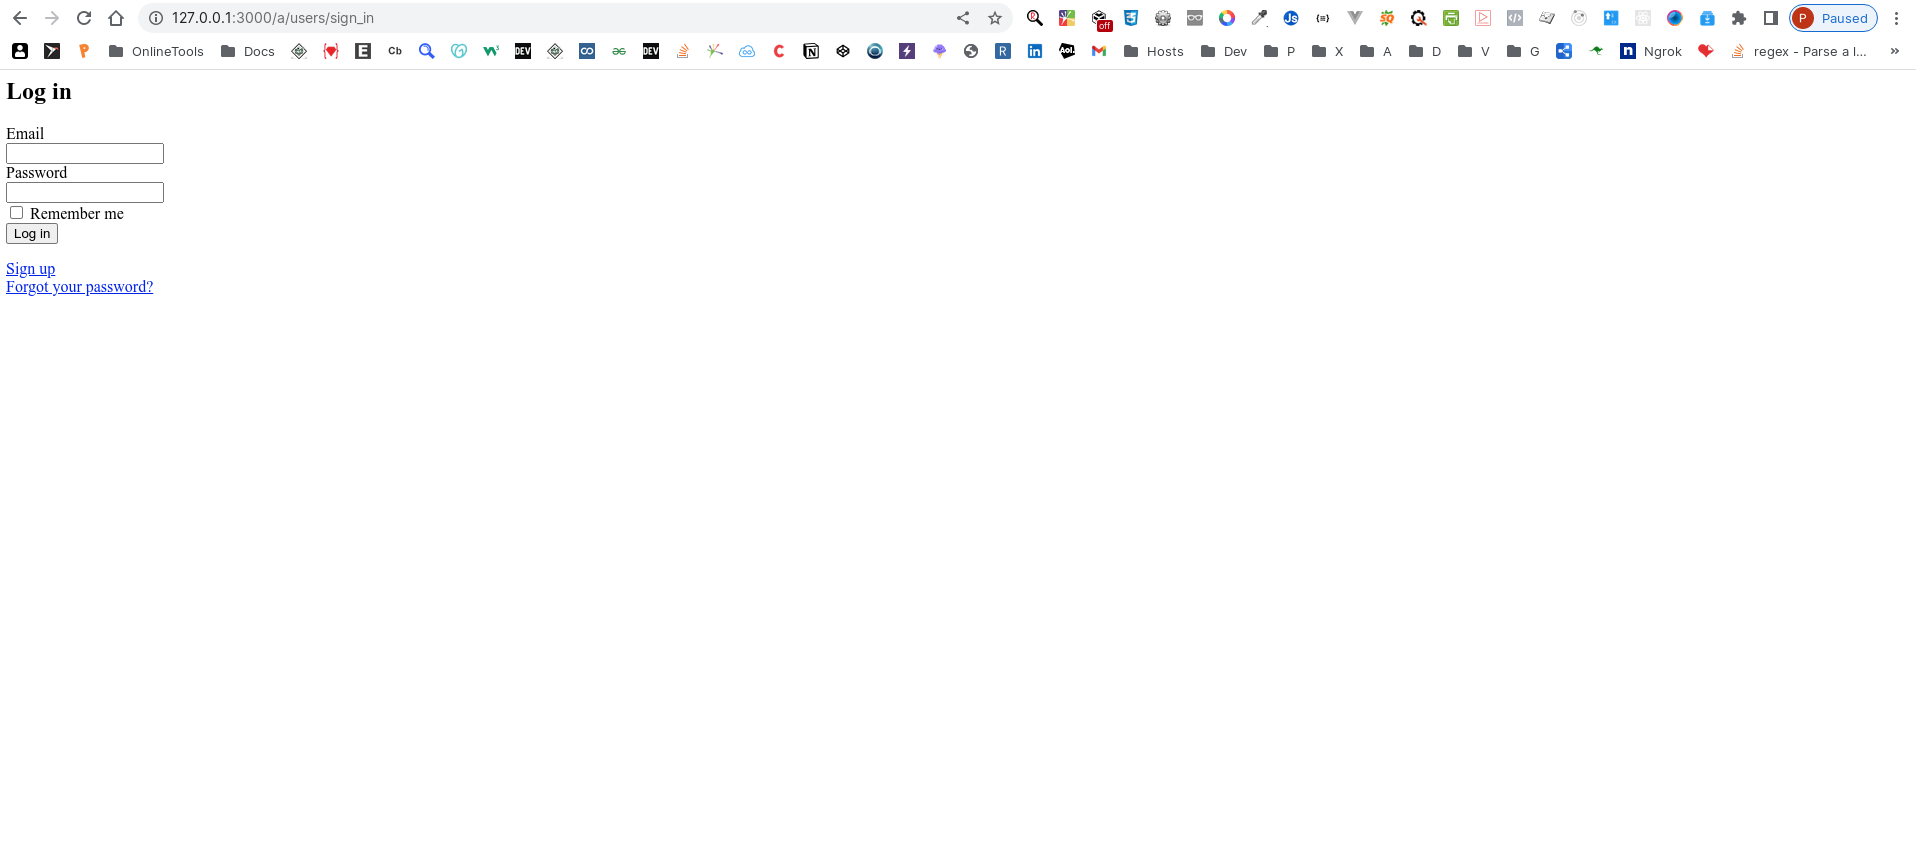 127.0.0.1:3000/a/users/sign_in
off
P Paused
OnlineTools Docs Cb DEV DEV Hosts Dev P X A D V G Ngrok regex - Parse a l...
Log in
Email
Password
Remember me
Log in
Sign up
Forgot your password?